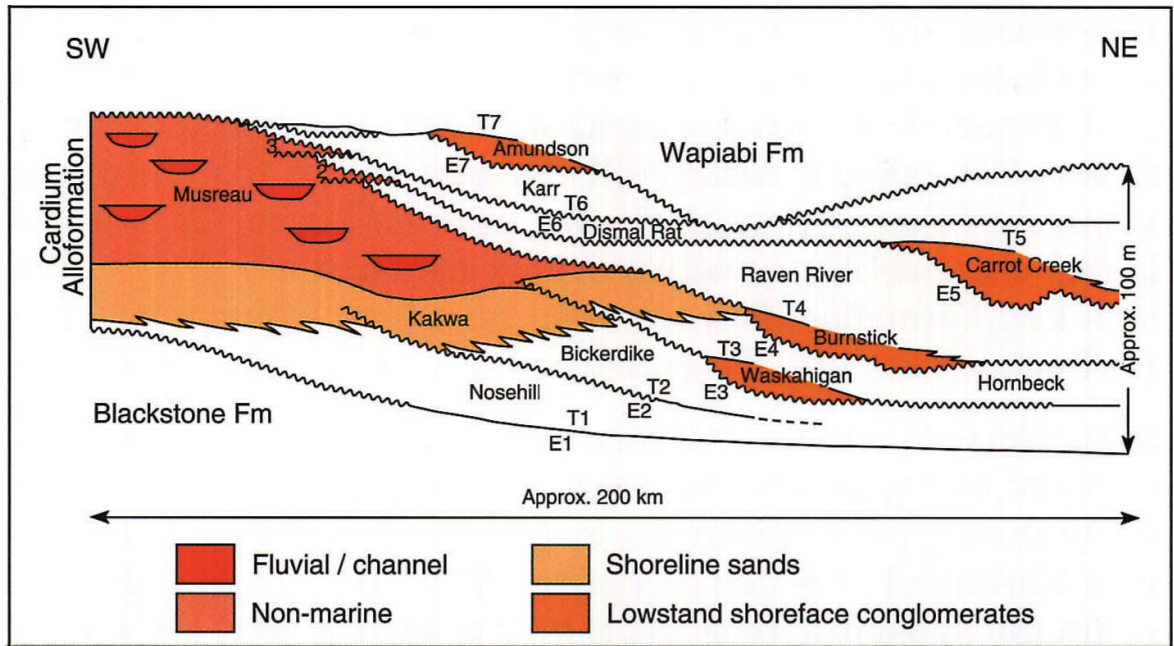 SW
NE
T7
Amundson
Wapiabi Fm
E7
3
Karr
2
Musreau
T6
E6
Dismal Rat
T5
Cardium
Alloformation
Raven River
Carrot Creek
E5
Approx. 100 m
T4
Kakwa
Burnstick
E4
T3
Bickerdike
Waskahigan
E3
Hornbeck
Nosehill
T2
E2
Blackstone Fm
T1
E1
Approx. 200 km
Fluvial / channel
Shoreline sands
Non-marine
Lowstand shoreface conglomerates